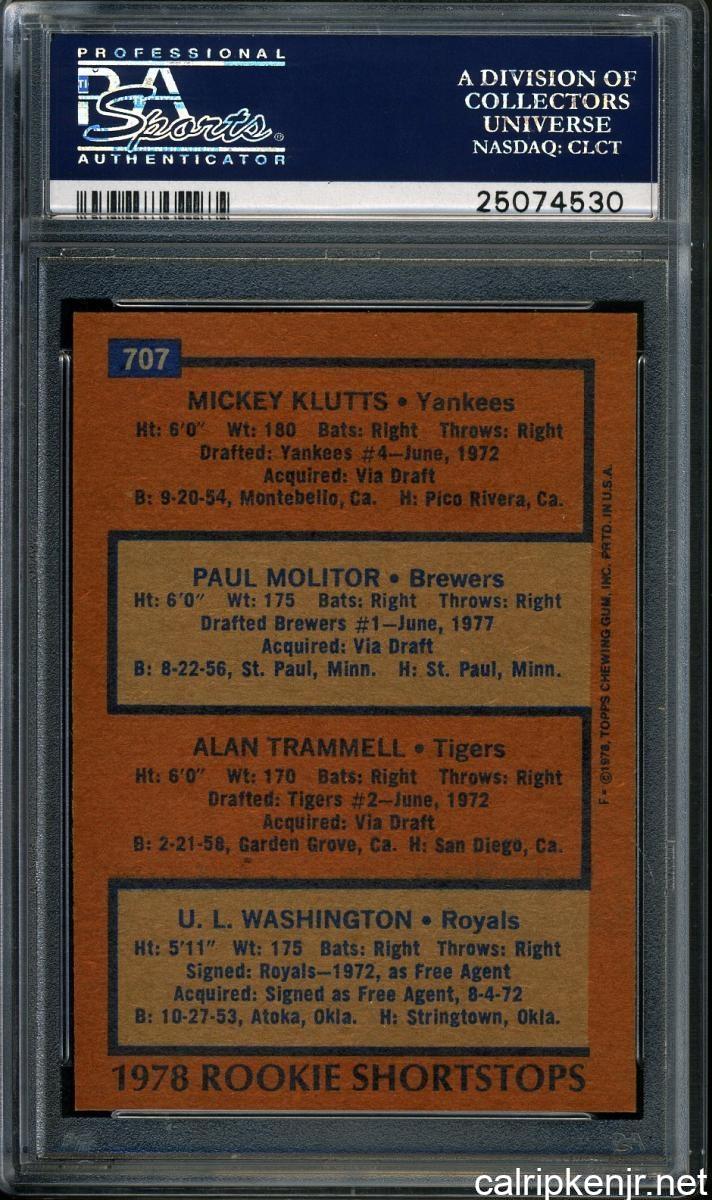 PROFESSIONAL
PSA
Sports®
AUTHENTICATOR
A DIVISION OF
COLLECTORS
UNIVERSE
NASDAQ: CLCT
25074530
707
MICKEY KLUTTS • Yankees
Ht: 6'0" Wt: 180 Bats: Right Throws: Right
Drafted: Yankees #4—June, 1972
Acquired: Via Draft
B: 9-20-54, Montebello, Ca. H: Pico Rivera, Ca.
PAUL MOLITOR • Brewers
Ht: 6'0" Wt: 175 Bats: Right Throws: Right
Drafted Brewers #1—June, 1977
Acquired: Via Draft
B: 8-22-56, St. Paul, Minn. H: St. Paul, Minn.
ALAN TRAMMELL • Tigers
Ht: 6'0" Wt: 170 Bats: Right Throws: Right
Drafted: Tigers #2—June, 1972
Acquired: Via Draft
B: 2-21-58, Garden Grove, Ca. H: San Diego, Ca.
U. L. WASHINGTON • Royals
Ht: 5'11" Wt: 175 Bats: Right Throws: Right
Signed: Royals—1972, as Free Agent
Acquired: Signed as Free Agent, 8-4-72
B: 10-27-53, Atoka, Okla. H: Stringtown, Okla.
1978 ROOKIE SHORTSTOPS
F* ©1978, TOPPS CHEWING GUM, INC. PRTD. IN U.S.A.
calripkenjr.net